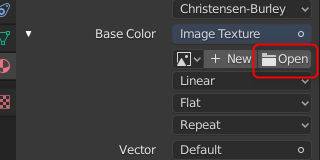 Christensen-Burley
Base Color Image Texture
+ New Open
Linear
Flat
Repeat
Vector Default